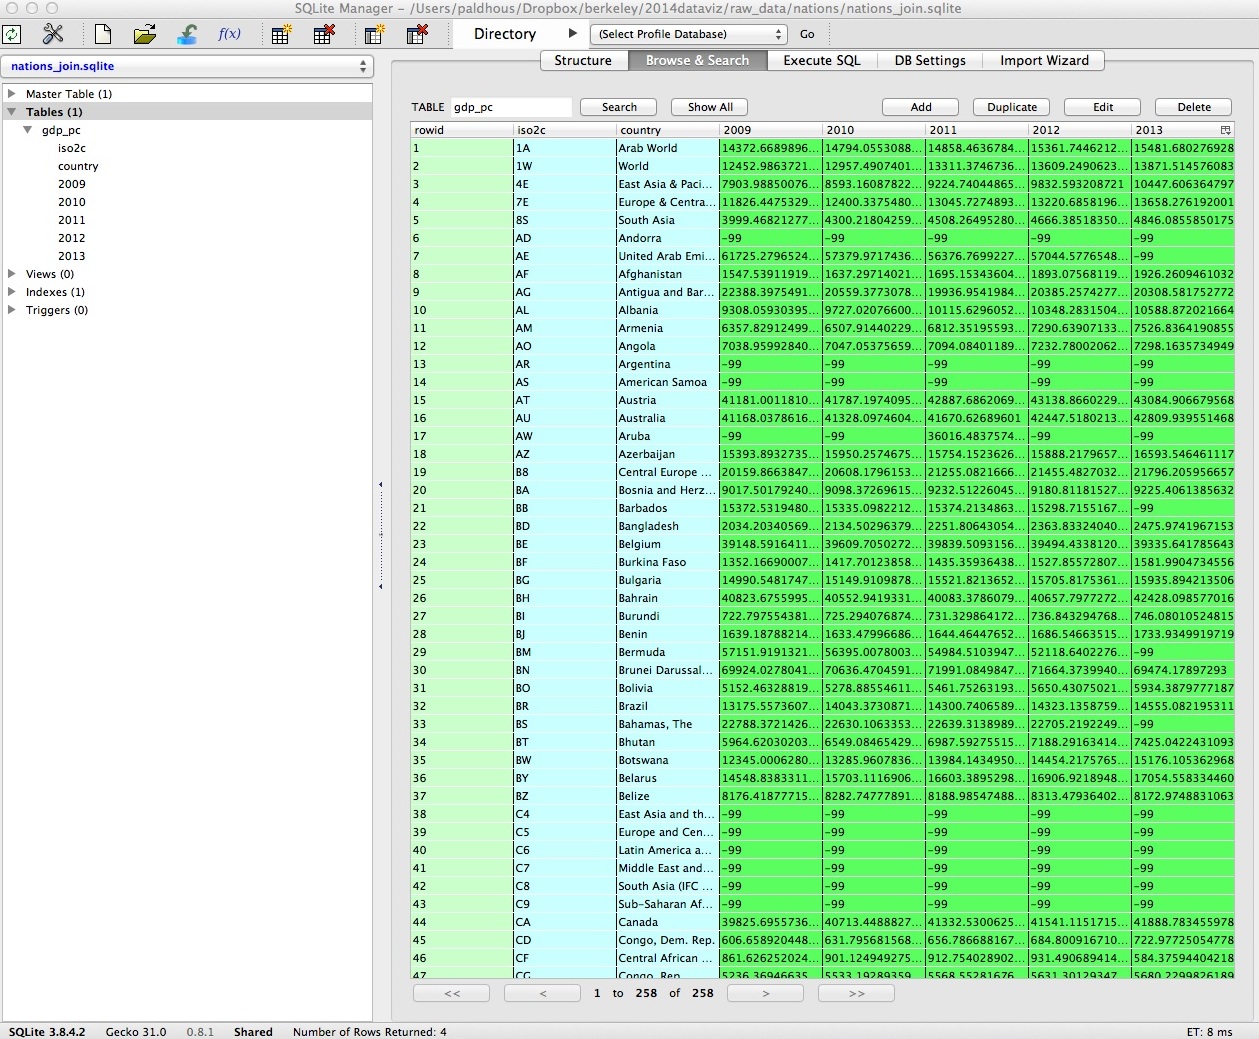 SQLite Manager - /Users/paldhous/Dropbox/berkeley/2014dataviz/raw_data/nations/nations_join.sqlite
f(x) Directory (Select Profile Database) Go
nations_join.sqlite
Structure Browse & Search Execute SQL DB Settings Import Wizard
Master Table (1)
Tables (1)
gdp_pc
iso2c
country
2009
2010
2011
2012
2013
Views (0)
Indexes (1)
Triggers (0)
TABLE gdp_pc Search Show All Add Duplicate Edit Delete
rowid iso2c country 2009 2010 2011 2012 2013
1 1A Arab World 14372.6689896... 14794.0553088... 14858.4636784... 15361.7446212... 15481.680276928
2 1W World 12450.9863721... 12957.4907401... 13311.3746736... 13609.2490623... 13871.514576083
3 4E East Asia & Paci... 7903.98850076... 8593.16087822... 9224.74044865... 9832.593208721 10447.606364797
4 7E Europe & Centra... 11826.4475329... 12400.3375480... 13045.7274893... 13220.6858196... 13658.276192001
5 8S South Asia 3999.46821277... 4300.21804259... 4508.26495280... 4666.38518350... 4846.0855850175
6 AD Andorra -99 -99 -99 -99 -99
7 AE United Arab Emi... 61725.2796524... 57379.9717436... 56376.7699227... 57044.5776548... -99
8 AF Afghanistan 1547.53911919... 1637.29714021... 1695.15343604... 1893.07568119... 1926.2609461032
9 AG Antigua and Bar... 22388.3975491... 20559.3773078... 19936.9541984... 20385.2574277... 20308.581752772
10 AL Albania 9308.05930395... 9727.02076600... 10115.6296052... 10348.2831504... 10588.872021664
11 AM Armenia 6357.82912499... 6507.91440229... 6812.35195593... 7290.63907133... 7526.8364190855
12 AO Angola 7038.95992840... 7047.05375659... 7094.08401189... 7232.78002062... 7298.1635734949
13 AR Argentina -99 -99 -99 -99 -99
14 AS American Samoa -99 -99 -99 -99 -99
15 AT Austria 41181.0011810... 41787.1974095... 42887.6862069... 43138.8660229... 43084.906679568
16 AU Australia 41168.0378616... 41328.0974604... 41670.62689601 42447.5180213... 42809.939551468
17 AW Aruba -99 -99 36016.4837574... -99 -99
18 AZ Azerbaijan 15393.8932735... 15950.2574675... 15754.1523626... 15888.2179657... 16593.546461117
19 B8 Central Europe ... 20159.8663847... 20608.1796153... 21255.0821666... 21455.4827032... 21796.205956657
20 BA Bosnia and Herz... 9017.50179240... 9098.37269615... 9232.51226045... 9180.81181527... 9225.4061385632
21 BB Barbados 15372.5319480... 15335.0982212... 15374.2134863... 15298.7155167... -99
22 BD Bangladesh 2034.20340569... 2134.50296379... 2251.80643054... 2363.83324040... 2475.9741967153
23 BE Belgium 39148.5916411... 39609.7050272... 39839.5093156... 39494.4338120... 39335.641785643
24 BF Burkina Faso 1352.16690007... 1417.70123858... 1435.35936438... 1527.85572807... 1581.9904734556
25 BG Bulgaria 14990.5481747... 15149.9109878... 15521.8213652... 15705.8175361... 15935.894213506
26 BH Bahrain 40823.6755995... 40552.9419331... 40083.3786079... 40657.7977272... 42428.098577016
27 BI Burundi 722.797554381... 725.294076874... 731.329864172... 736.843294768... 746.08010524815
28 BJ Benin 1639.18788214... 1633.47996686... 1644.46447652... 1686.54663515... 1733.9349919719
29 BM Bermuda 57151.9191321... 56395.0078003... 54984.5103947... 52118.6402276... -99
30 BN Brunei Darussal... 69924.0278041... 70636.4704591... 71991.0849847... 71664.3739940... 69474.17897293
31 BO Bolivia 5152.46328819... 5278.88554611... 5461.75263193... 5650.43075021... 5934.3879777187
32 BR Brazil 13175.5573607... 14043.3730871... 14300.7406589... 14323.1358759... 14555.082195311
33 BS Bahamas, The 22788.3721426... 22630.1063353... 22639.3138989... 22705.2192249... -99
34 BT Bhutan 5964.62030203... 6549.08465429... 6987.59275515... 7188.29163414... 7425.0422431093
35 BW Botswana 12345.0006280... 13285.9607836... 13984.1434950... 14454.2175765... 15176.105362968
36 BY Belarus 14548.8383311... 15703.1116906... 16603.3895298... 16906.9218948... 17054.558334460
37 BZ Belize 8176.41877715... 8282.74777891... 8188.98547488... 8313.47936402... 8172.9748831063
38 C4 East Asia and th... -99 -99 -99 -99 -99
39 C5 Europe and Cen... -99 -99 -99 -99 -99
40 C6 Latin America a... -99 -99 -99 -99 -99
41 C7 Middle East and... -99 -99 -99 -99 -99
42 C8 South Asia (IFC ... -99 -99 -99 -99 -99
43 C9 Sub-Saharan Af... -99 -99 -99 -99 -99
44 CA Canada 39825.6955736... 40713.4488827... 41332.5300625... 41541.1151715... 41888.783455978
45 CD Congo, Dem. Rep. 606.658920448... 631.795681568... 656.786688167... 684.800916710... 722.97725054778
46 CF Central African ... 861.626252024... 901.124949275... 912.754028902... 931.490689414... 584.37594404218
47 CG Congo, Rep. 5236.36946635... 5533.19289359... 5568.55281676... 5631.30129347... 5680.2299826189
<< < 1 to 258 of 258 > >>
SQLite 3.8.4.2 Gecko 31.0 0.8.1 Shared Number of Rows Returned: 4 ET: 8 ms